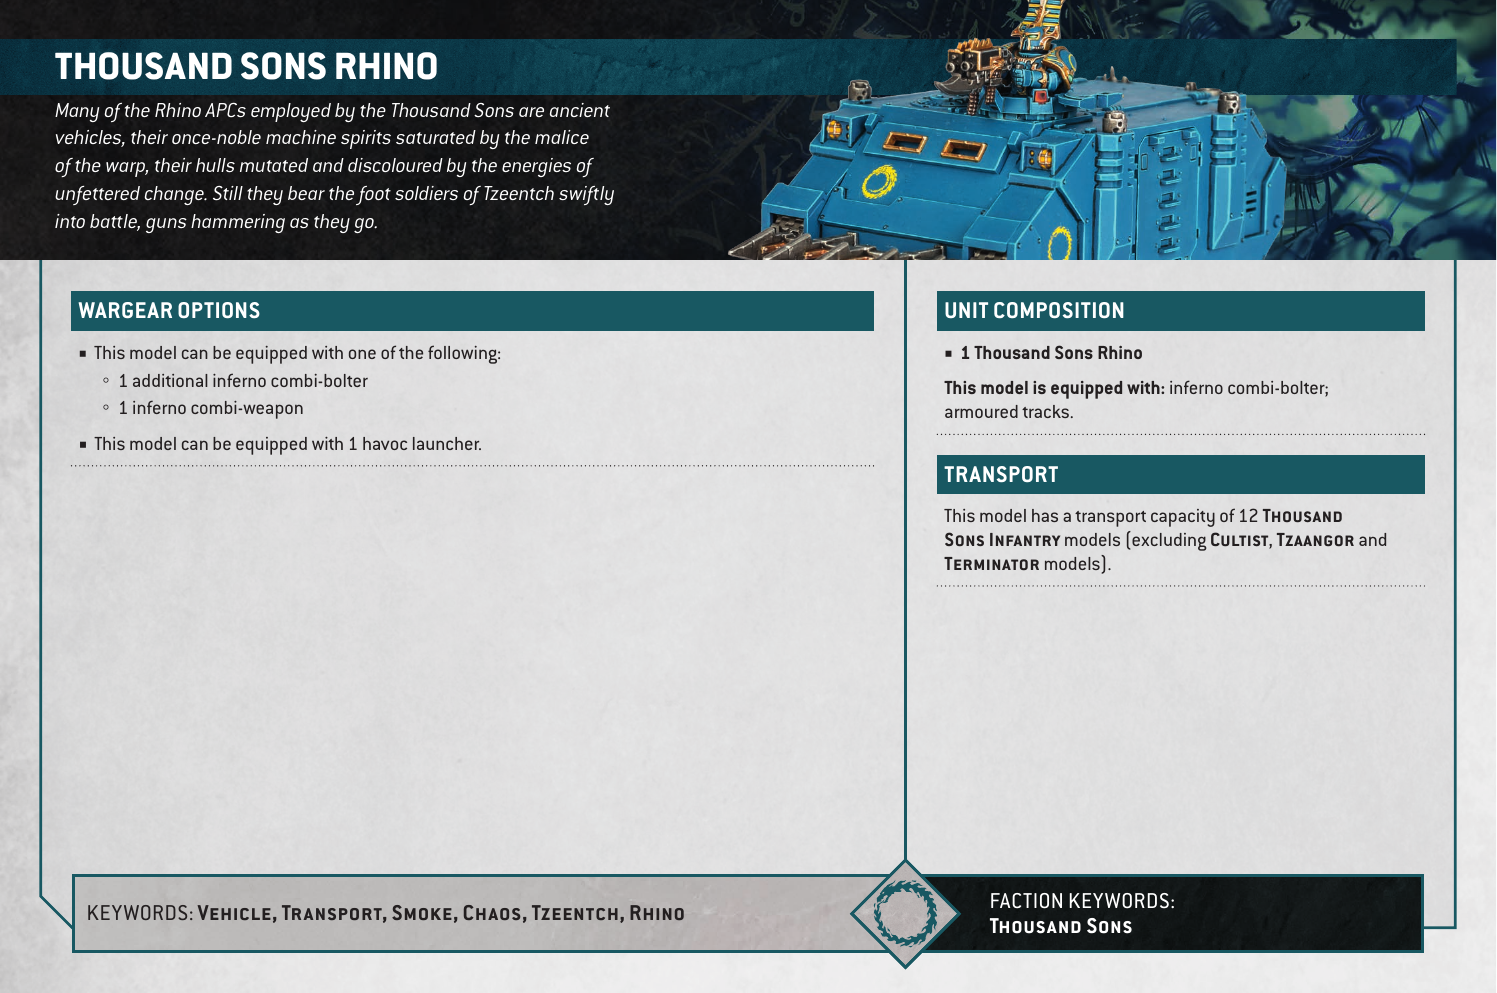 THOUSAND SONS RHINO
Many of the Rhino APCs employed by the Thousand Sons are ancient
vehicles, their once-noble machine spirits saturated by the malice
of the warp, their hulls mutated and discoloured by the energies of
unfettered change. Still they bear the foot soldiers of Tzeentch swiftly
into battle, guns hammering as they go.
WARGEAR OPTIONS
■ This model can be equipped with one of the following:
◦ 1 additional inferno combi-bolter
◦ 1 inferno combi-weapon
■ This model can be equipped with 1 havoc launcher.
UNIT COMPOSITION
■ 1 Thousand Sons Rhino
This model is equipped with: inferno combi-bolter;
armoured tracks.
TRANSPORT
This model has a transport capacity of 12 THOUSAND
SONS INFANTRY models (excluding CULTIST, TZAANGOR and
TERMINATOR models).
KEYWORDS: VEHICLE, TRANSPORT, SMOKE, CHAOS, TZEENTCH, RHINO
FACTION KEYWORDS:
THOUSAND SONS